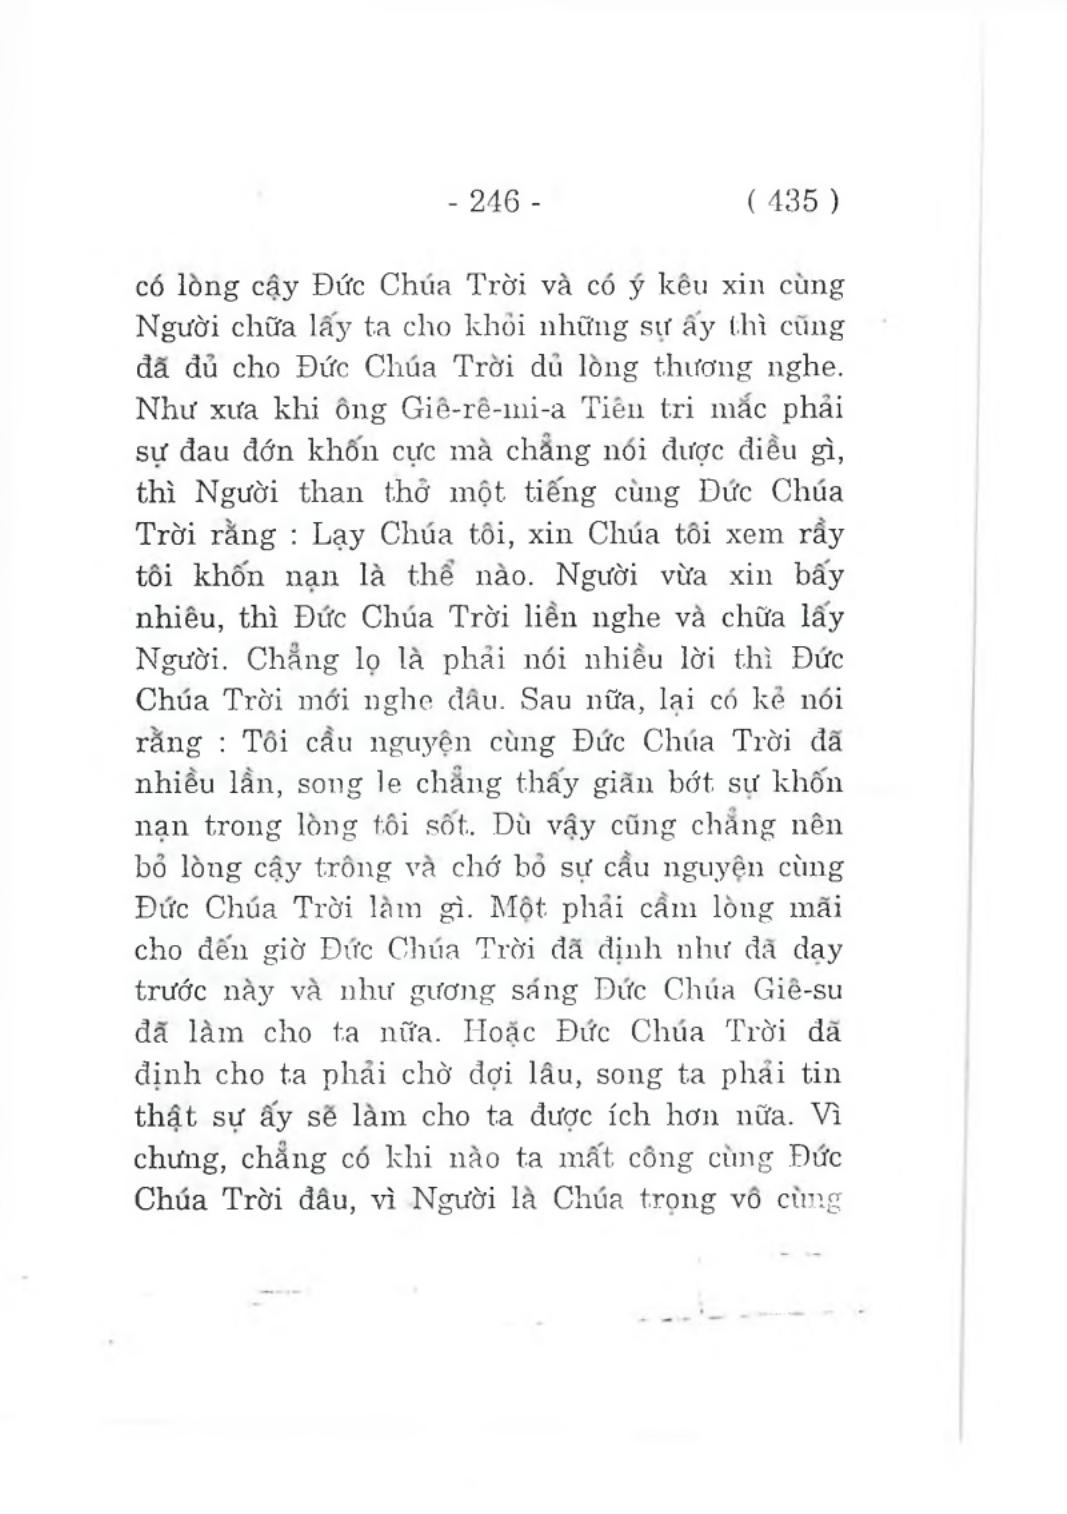 - 246 - ( 435 )
có lòng cậy Đức Chúa Trời và có ý kêu xin cùng
Người chữa lấy ta cho khỏi những sự ấy thì cũng
đã đủ cho Đức Chúa Trời dủ lòng thương nghe.
Như xưa khi ông Giê-rê-mi-a Tiên tri mắc phải
sự đau đớn khốn cực mà chẳng nói được điều gì,
thì Người than thở một tiếng cùng Đức Chúa
Trời rằng : Lạy Chúa tôi, xin Chúa tôi xem rầy
tôi khốn nạn là thể nào. Người vừa xin bấy
nhiêu, thì Đức Chúa Trời liền nghe và chữa lấy
Người. Chẳng lọ là phải nói nhiều lời thì Đức
Chúa Trời mới nghe đâu. Sau nữa, lại có kẻ nói
rằng : Tôi cầu nguyện cùng Đức Chúa Trời đã
nhiều lần, song le chẳng thấy giãn bớt sự khốn
nạn trong lòng tôi sốt. Dù vậy cũng chẳng nên
bỏ lòng cậy trông và chớ bỏ sự cầu nguyện cùng
Đức Chúa Trời làm gì. Một phải cầm lòng mãi
cho đến giờ Đức Chúa Trời đã định như đã dạy
trước này và như gương sáng Đức Chúa Giê-su
đã làm cho ta nữa. Hoặc Đức Chúa Trời đã
định cho ta phải chờ đợi lâu, song ta phải tin
thật sự ấy sẽ làm cho ta được ích hơn nữa. Vì
chưng, chẳng có khi nào ta mất công cùng Đức
Chúa Trời đâu, vì Người là Chúa trọng vô cùng